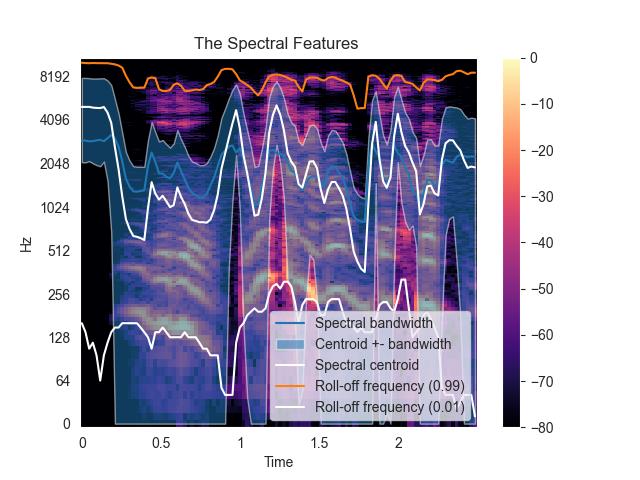 The Spectral Features
Hz
8192
4096
2048
1024
512
256
128
64
0
0
0.5
1
1.5
2
Time
Spectral bandwidth
Centroid +- bandwidth
Spectral centroid
Roll-off frequency (0.99)
Roll-off frequency (0.01)
0
−10
−20
−30
−40
−50
−60
−70
−80